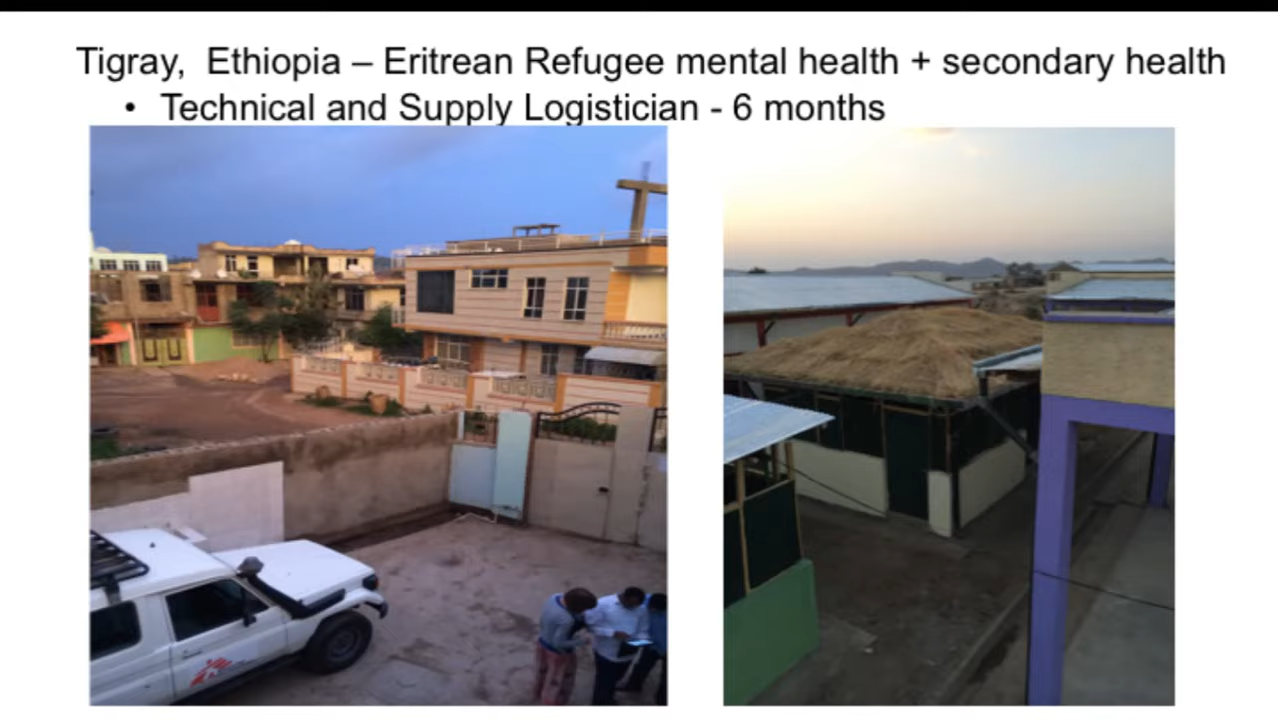 Tigray,  Ethiopia – Eritrean Refugee mental health + secondary health
• Technical and Supply Logistician - 6 months